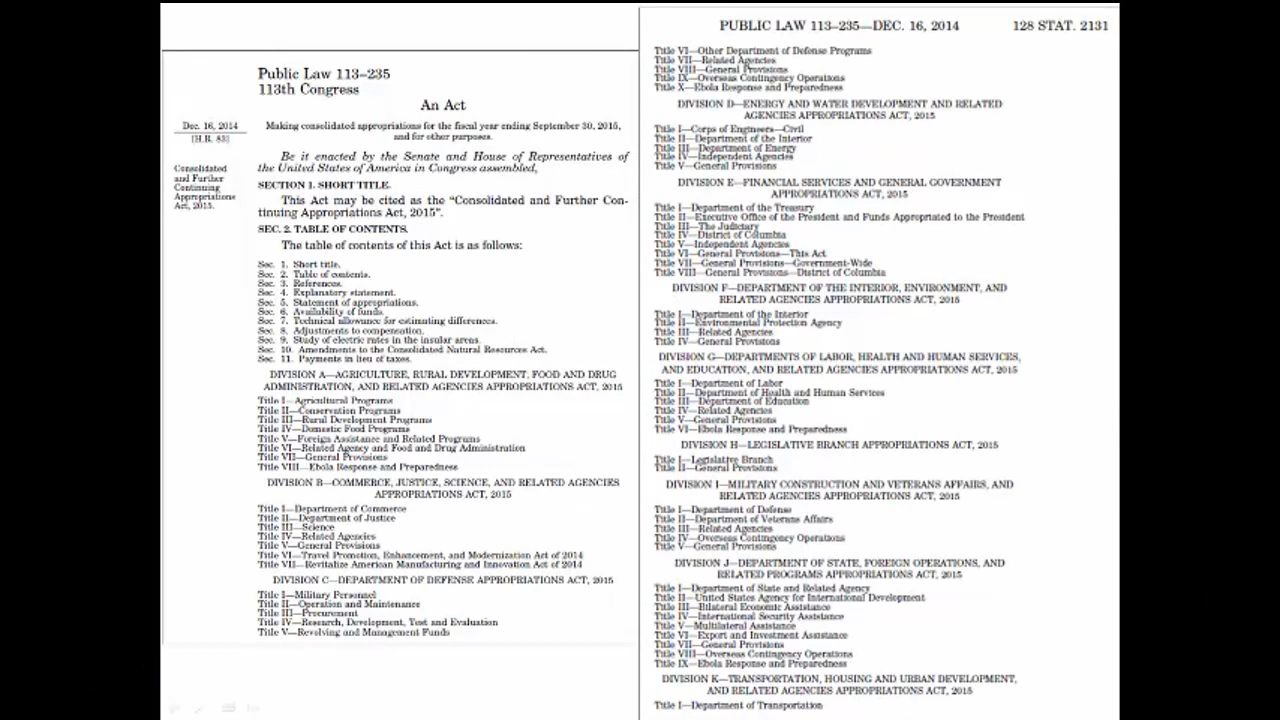 Public Law 113–235
113th Congress
An Act
Dec. 16, 2014
[H.R. 83]
Making consolidated appropriations for the fiscal year ending September 30, 2015,
and for other purposes.
Consolidated
and Further
Continuing
Appropriations
Act, 2015.
Be it enacted by the Senate and House of Representatives of
the United States of America in Congress assembled,
SECTION 1. SHORT TITLE.
This Act may be cited as the “Consolidated and Further Con-
tinuing Appropriations Act, 2015”.
SEC. 2. TABLE OF CONTENTS.
The table of contents of this Act is as follows:
Sec. 1. Short title.
Sec. 2. Table of contents.
Sec. 3. References.
Sec. 4. Explanatory statement.
Sec. 5. Statement of appropriations.
Sec. 6. Availability of funds.
Sec. 7. Technical allowance for estimating differences.
Sec. 8. Adjustments to compensation.
Sec. 9. Study of electric rates in the insular areas.
Sec. 10. Amendments to the Consolidated Natural Resources Act.
Sec. 11. Payments in lieu of taxes.
DIVISION A—AGRICULTURE, RURAL DEVELOPMENT, FOOD AND DRUG
ADMINISTRATION, AND RELATED AGENCIES APPROPRIATIONS ACT, 2015
Title I—Agricultural Programs
Title II—Conservation Programs
Title III—Rural Development Programs
Title IV—Domestic Food Programs
Title V—Foreign Assistance and Related Programs
Title VI—Related Agency and Food and Drug Administration
Title VII—General Provisions
Title VIII—Ebola Response and Preparedness
DIVISION B—COMMERCE, JUSTICE, SCIENCE, AND RELATED AGENCIES
APPROPRIATIONS ACT, 2015
Title I—Department of Commerce
Title II—Department of Justice
Title III—Science
Title IV—Related Agencies
Title V—General Provisions
Title VI—Travel Promotion, Enhancement, and Modernization Act of 2014
Title VII—Revitalize American Manufacturing and Innovation Act of 2014
DIVISION C—DEPARTMENT OF DEFENSE APPROPRIATIONS ACT, 2015
Title I—Military Personnel
Title II—Operation and Maintenance
Title III—Procurement
Title IV—Research, Development, Test and Evaluation
Title V—Revolving and Management Funds
PUBLIC LAW 113–235—DEC. 16, 2014 128 STAT. 2131
Title VI—Other Department of Defense Programs
Title VII—Related Agencies
Title VIII—General Provisions
Title IX—Overseas Contingency Operations
Title X—Ebola Response and Preparedness
DIVISION D—ENERGY AND WATER DEVELOPMENT AND RELATED
AGENCIES APPROPRIATIONS ACT, 2015
Title I—Corps of Engineers—Civil
Title II—Department of the Interior
Title III—Department of Energy
Title IV—Independent Agencies
Title V—General Provisions
DIVISION E—FINANCIAL SERVICES AND GENERAL GOVERNMENT
APPROPRIATIONS ACT, 2015
Title I—Department of the Treasury
Title II—Executive Office of the President and Funds Appropriated to the President
Title III—The Judiciary
Title IV—District of Columbia
Title V—Independent Agencies
Title VI—General Provisions—This Act
Title VII—General Provisions—Government-Wide
Title VIII—General Provisions—District of Columbia
DIVISION F—DEPARTMENT OF THE INTERIOR, ENVIRONMENT, AND
RELATED AGENCIES APPROPRIATIONS ACT, 2015
Title I—Department of the Interior
Title II—Environmental Protection Agency
Title III—Related Agencies
Title IV—General Provisions
DIVISION G—DEPARTMENTS OF LABOR, HEALTH AND HUMAN SERVICES,
AND EDUCATION, AND RELATED AGENCIES APPROPRIATIONS ACT, 2015
Title I—Department of Labor
Title II—Department of Health and Human Services
Title III—Department of Education
Title IV—Related Agencies
Title V—General Provisions
Title VI—Ebola Response and Preparedness
DIVISION H—LEGISLATIVE BRANCH APPROPRIATIONS ACT, 2015
Title I—Legislative Branch
Title II—General Provisions
DIVISION I—MILITARY CONSTRUCTION AND VETERANS AFFAIRS, AND
RELATED AGENCIES APPROPRIATIONS ACT, 2015
Title I—Department of Defense
Title II—Department of Veterans Affairs
Title III—Related Agencies
Title IV—Overseas Contingency Operations
Title V—General Provisions
DIVISION J—DEPARTMENT OF STATE, FOREIGN OPERATIONS, AND
RELATED PROGRAMS APPROPRIATIONS ACT, 2015
Title I—Department of State and Related Agency
Title II—United States Agency for International Development
Title III—Bilateral Economic Assistance
Title IV—International Security Assistance
Title V—Multilateral Assistance
Title VI—Export and Investment Assistance
Title VII—General Provisions
Title VIII—Overseas Contingency Operations
Title IX—Ebola Response and Preparedness
DIVISION K—TRANSPORTATION, HOUSING AND URBAN DEVELOPMENT,
AND RELATED AGENCIES APPROPRIATIONS ACT, 2015
Title I—Department of Transportation